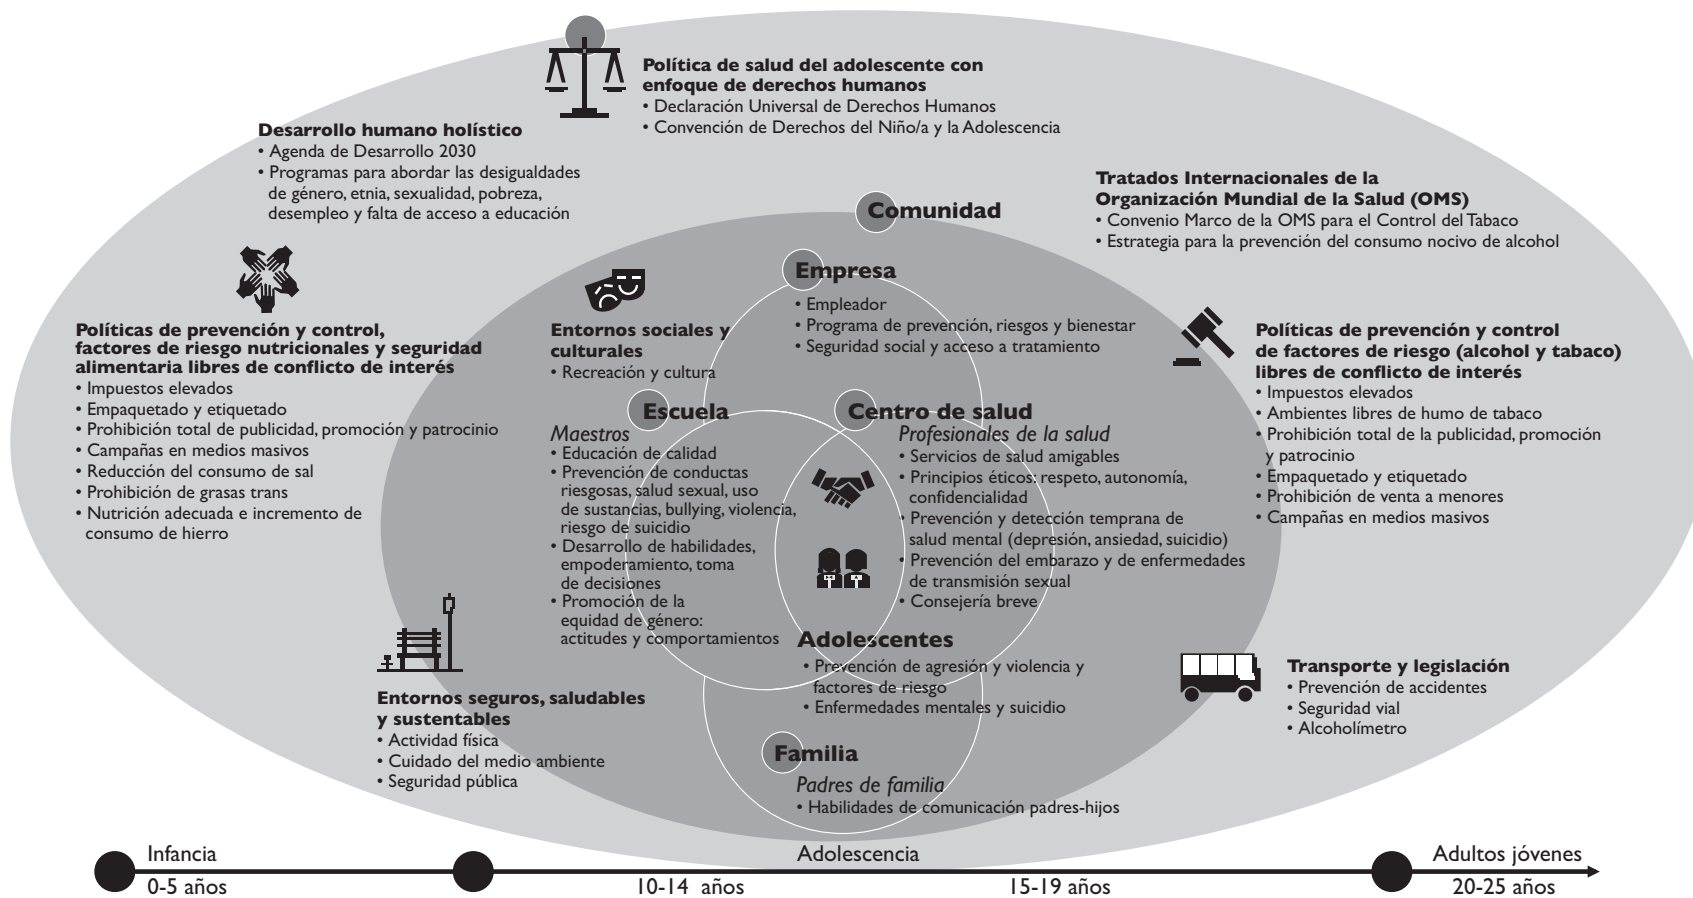 Política de salud del adolescente con
enfoque de derechos humanos
• Declaración Universal de Derechos Humanos
• Convención de Derechos del Niño/a y la Adolescencia
Desarrollo humano holístico
• Agenda de Desarrollo 2030
• Programas para abordar las desigualdades
de género, etnia, sexualidad, pobreza,
desempleo y falta de acceso a educación
Tratados Internacionales de la
Organización Mundial de la Salud (OMS)
• Convenio Marco de la OMS para el Control del Tabaco
• Estrategia para la prevención del consumo nocivo de alcohol
Comunidad
Empresa
• Empleador
• Programa de prevención, riesgos y bienestar
• Seguridad social y acceso a tratamiento
Entornos sociales y
culturales
• Recreación y cultura
Políticas de prevención y control,
factores de riesgo nutricionales y seguridad
alimentaria libres de conflicto de interés
• Impuestos elevados
• Empaquetado y etiquetado
• Prohibición total de publicidad, promoción y patrocinio
• Campañas en medios masivos
• Reducción del consumo de sal
• Prohibición de grasas trans
• Nutrición adecuada e incremento de
consumo de hierro
Políticas de prevención y control
de factores de riesgo (alcohol y tabaco)
libres de conflicto de interés
• Impuestos elevados
• Ambientes libres de humo de tabaco
• Prohibición total de la publicidad, promoción
y patrocinio
• Empaquetado y etiquetado
• Prohibición de venta a menores
• Campañas en medios masivos
Escuela
Maestros
• Educación de calidad
• Prevención de conductas
riesgosas, salud sexual, uso
de sustancias, bullying, violencia,
riesgo de suicidio
• Desarrollo de habilidades,
empoderamiento, toma
de decisiones
• Promoción de la
equidad de género:
actitudes y comportamientos
Centro de salud
Profesionales de la salud
• Servicios de salud amigables
• Principios éticos: respeto, autonomía,
confidencialidad
• Prevención y detección temprana de
salud mental (depresión, ansiedad, suicidio)
• Prevención del embarazo y de enfermedades
de transmisión sexual
• Consejería breve
Adolescentes
• Prevención de agresión y violencia y
factores de riesgo
• Enfermedades mentales y suicidio
Entornos seguros, saludables
y sustentables
• Actividad física
• Cuidado del medio ambiente
• Seguridad pública
Transporte y legislación
• Prevención de accidentes
• Seguridad vial
• Alcoholímetro
Familia
Padres de familia
• Habilidades de comunicación padres-hijos
Infancia
Adolescencia
Adultos jóvenes
0-5 años
10-14 años
15-19 años
20-25 años